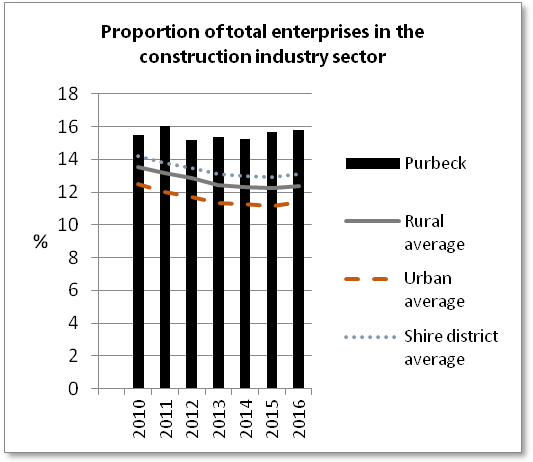 Proportion of total enterprises in the
construction industry sector
18
16
14
12
10
8
6
4
2
0
%
2010
2011
2012
2013
2014
2015
2016
Purbeck
Rural
average
Urban
average
Shire district
average